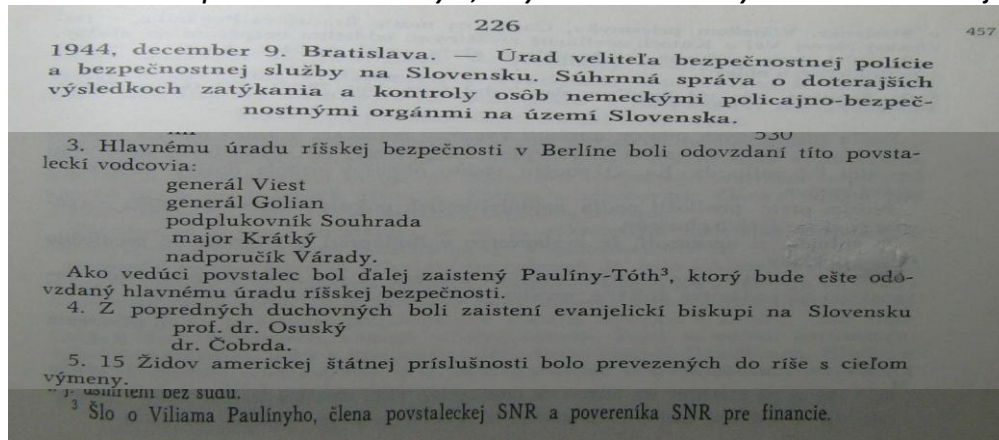 226
457
1944, december 9. Bratislava. — Úrad veliteľa bezpečnostnej polície
a bezpečnostnej služby na Slovensku. Súhrnná správa o doterajších
výsledkoch zatýkania a kontroly osôb nemeckými policajno-bezpeč-
nostnými orgánmi na území Slovenska.
530
3. Hlavnému úradu ríšskej bezpečnosti v Berlíne boli odovzdaní títo povsta-
leckí vodcovia:
generál Viest
generál Golian
podplukovník Souhrada
major Krátký
nadporučík Várady.
Ako vedúci povstalec bol ďalej zaistený Paulíny-Tóth³, ktorý bude ešte odo-
vzdaný hlavnému úradu ríšskej bezpečnosti.
4. Z popredných duchovných boli zaistení evanjelickí biskupi na Slovensku
prof. dr. Osuský
dr. Čobrda.
5. 15 Židov americkej štátnej príslušnosti bolo prevezených do ríše s cieľom
výmeny.
bez súdu.
³ Šlo o Viliama Paulínyho, člena povstaleckej SNR a povereníka SNR pre financie.